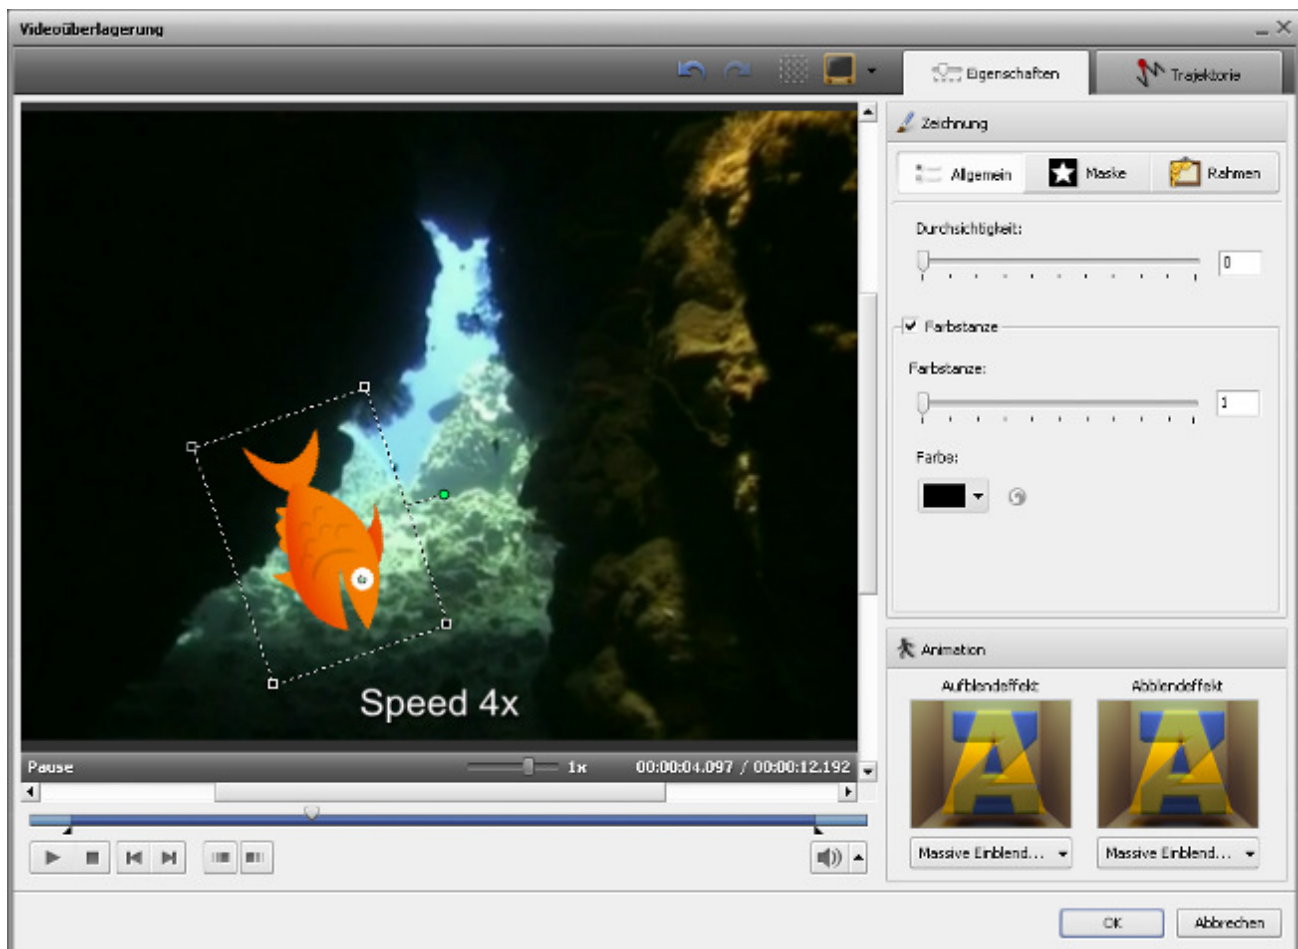 Videoüberlagerung
Eigenschaften
Trajektorie
Zeichnung
Allgemein
Maske
Rahmen
Durchsichtigkeit:
0
Farbstanze
Farbstanze:
1
Farbe:
Speed 4x
Animation
Aufblendeffekt
Abblendeffekt
A
A
Pause
1x
00:00:04.097 / 00:00:12.192
Massive Einblend...
Massive Einblend...
OK
Abbrechen